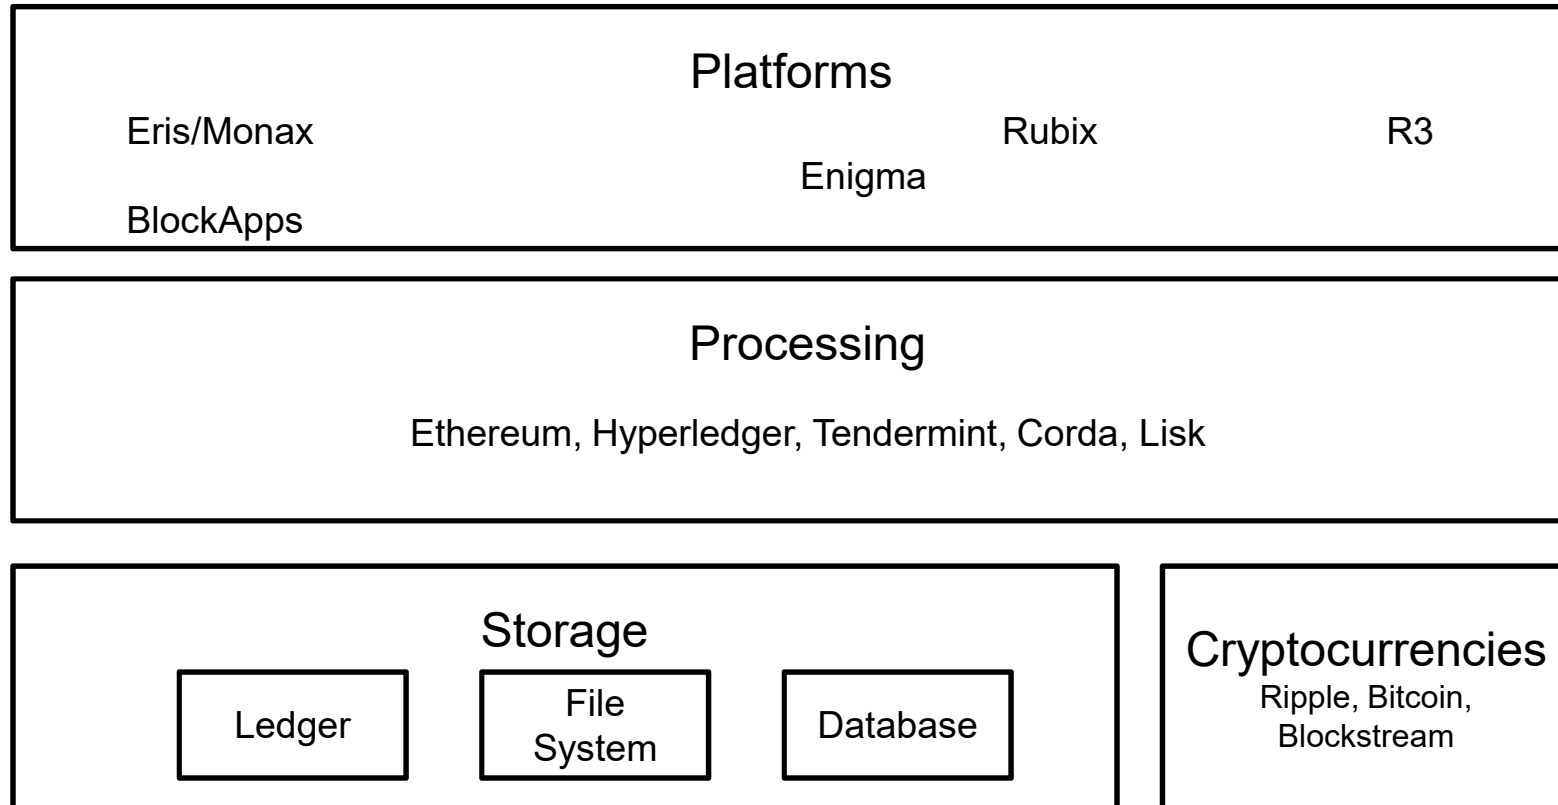 Platforms
Eris/Monax Rubix R3
Enigma
BlockApps
Processing
Ethereum, Hyperledger, Tendermint, Corda, Lisk
Storage
Ledger
File
System
Database
Cryptocurrencies
Ripple, Bitcoin,
Blockstream